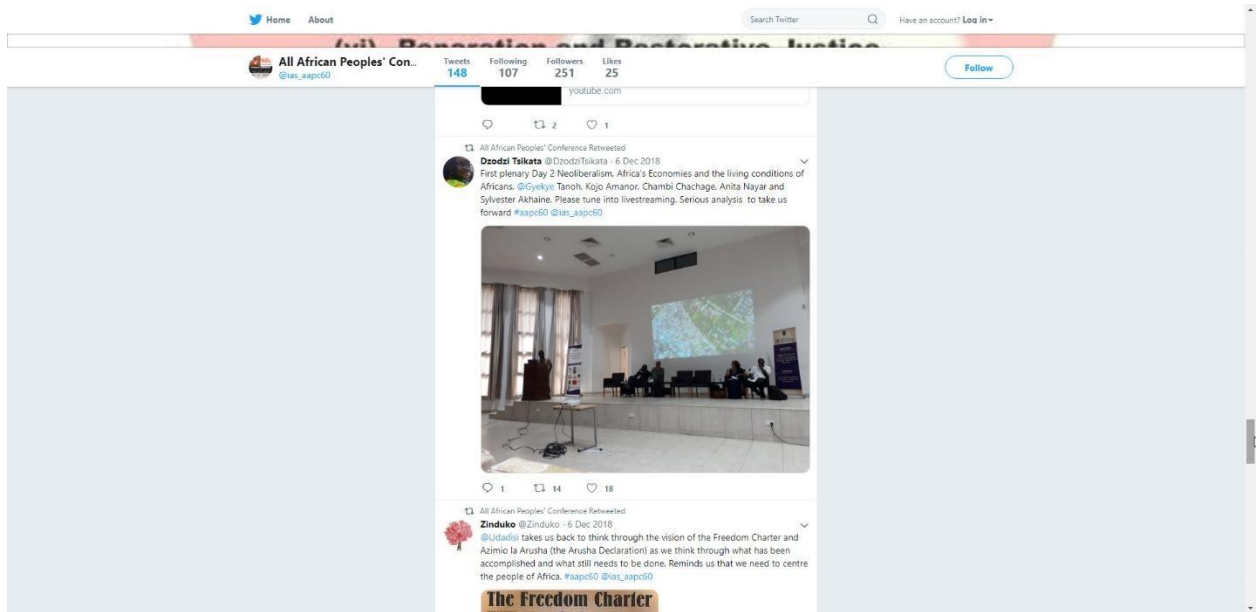 Home About Search Twitter Have an account? Log in
(vi) Reparation and Restorative Justice
All African Peoples' Con...
@ias_aapc60
Tweets Following Followers Likes
148 107 251 25
Follow
youtube.com
2 1
All African Peoples' Conference Retweeted
Dzodzi Tsikata @DzodziTsikata - 6 Dec 2018
First plenary Day 2 Neoliberalism, Africa's Economies and the living conditions of
Africans. @Gyekye Tanoh, Kojo Amanor, Chambi Chachage, Anita Nayar and
Sylvester Akhaine. Please tune into livestreaming. Serious analysis to take us
forward #aapc60 @ias_aapc60
1 14 18
All African Peoples' Conference Retweeted
Zinduko @Zinduko - 6 Dec 2018
@Udadisi takes us back to think through the vision of the Freedom Charter and
Azimio la Arusha (the Arusha Declaration) as we think through what has been
accomplished and what still needs to be done. Reminds us that we need to centre
the people of Africa. #aapc60 @ias_aapc60
The Freedom Charter